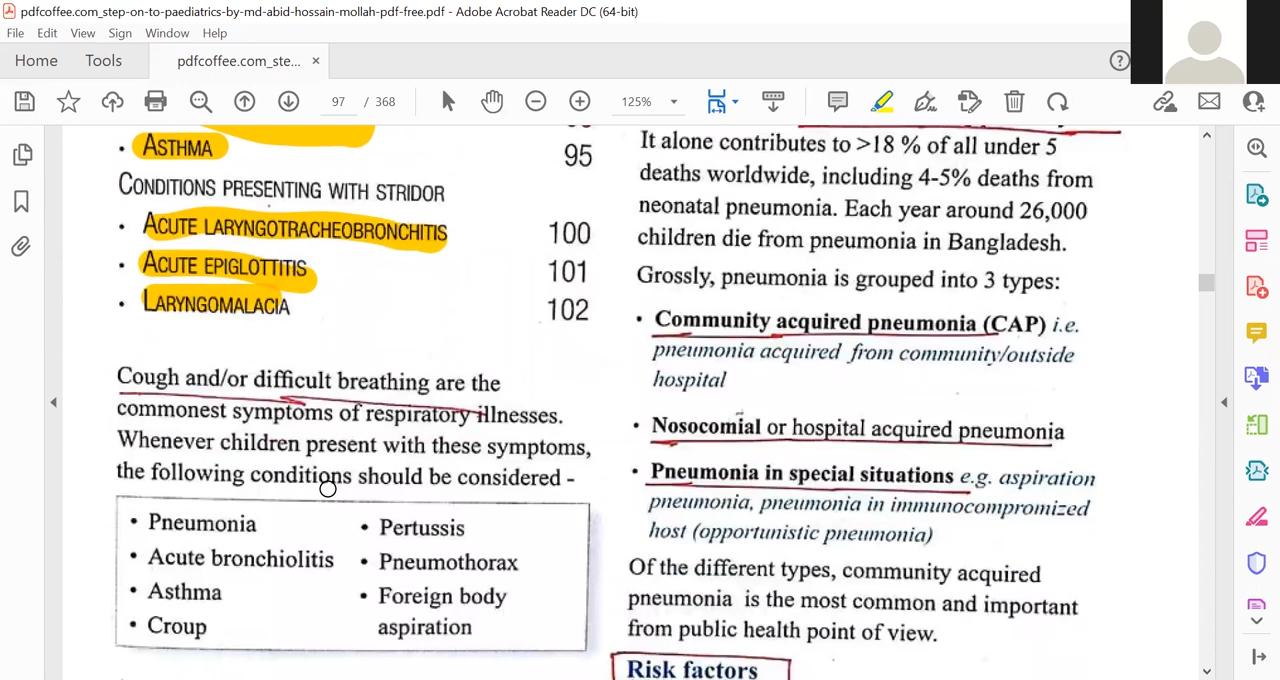 pdfcoffee.com_step-on-to-paediatrics-by-md-abid-hossain-mollah-pdf-free.pdf - Adobe Acrobat Reader DC (64-bit)
File Edit View Sign Window Help
Home Tools pdfcoffee.com_ste... ×
97 / 368 125%
• ASTHMA 95
CONDITIONS PRESENTING WITH STRIDOR
• ACUTE LARYNGOTRACHEOBRONCHITIS 100
• ACUTE EPIGLOTTITIS 101
• LARYNGOMALACIA 102
Cough and/or difficult breathing are the
commonest symptoms of respiratory illnesses.
Whenever children present with these symptoms,
the following conditions should be considered -
• Pneumonia
• Acute bronchiolitis
• Asthma
• Croup
• Pertussis
• Pneumothorax
• Foreign body
aspiration
It alone contributes to >18 % of all under 5
deaths worldwide, including 4-5% deaths from
neonatal pneumonia. Each year around 26,000
children die from pneumonia in Bangladesh.
Grossly, pneumonia is grouped into 3 types:
• Community acquired pneumonia (CAP) i.e.
pneumonia acquired from community/outside
hospital
• Nosocomial or hospital acquired pneumonia
• Pneumonia in special situations e.g. aspiration
pneumonia, pneumonia in immunocompromized
host (opportunistic pneumonia)
Of the different types, community acquired
pneumonia is the most common and important
from public health point of view.
Risk factors